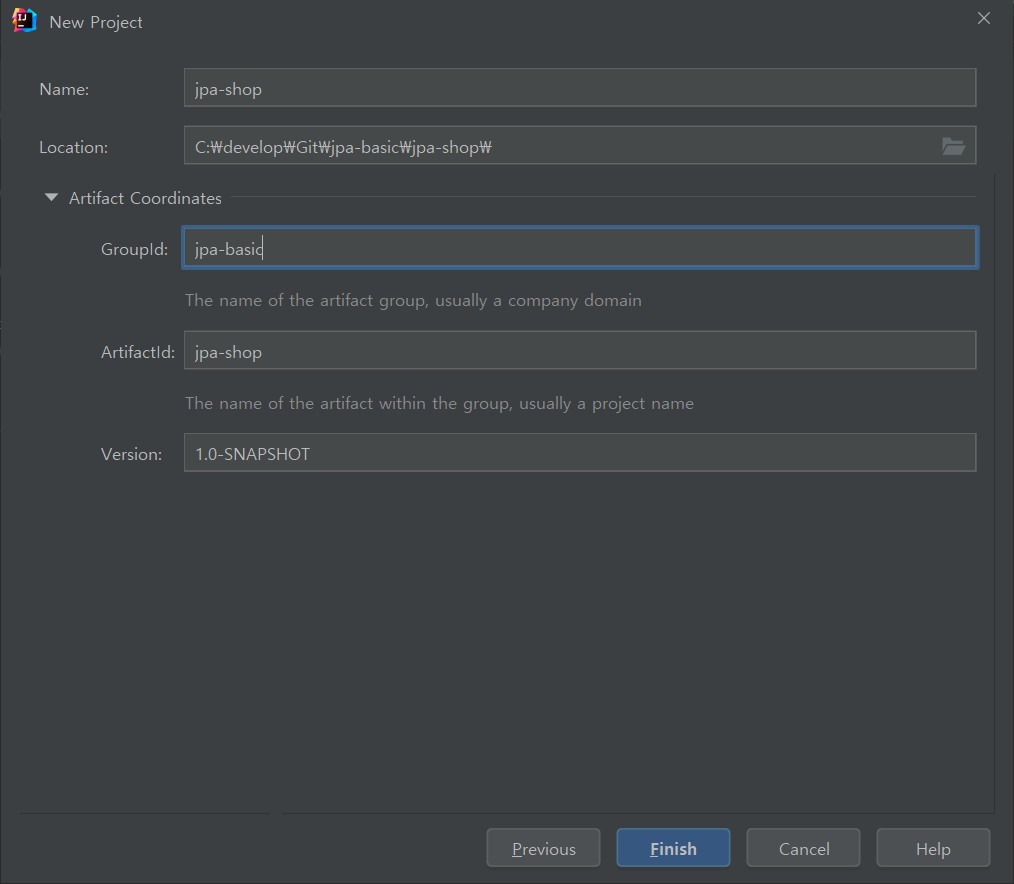 New Project
Name: jpa-shop
Location: C:₩develop₩Git₩jpa-basic₩jpa-shop₩
Artifact Coordinates
GroupId: jpa-basic
The name of the artifact group, usually a company domain
ArtifactId: jpa-shop
The name of the artifact within the group, usually a project name
Version: 1.0-SNAPSHOT
Previous Finish Cancel Help